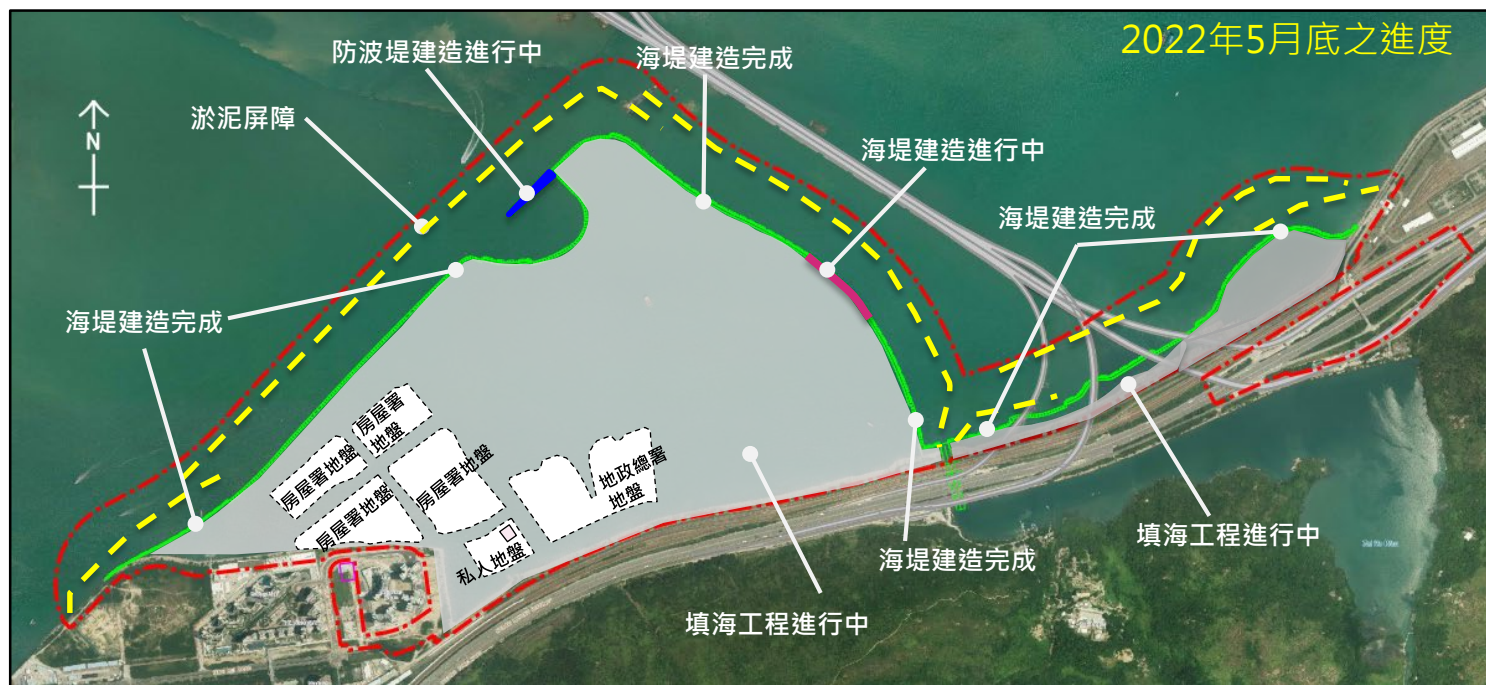 2022年5月底之進度
防波堤建造進行中
海堤建造完成
淤泥屏障
N
海堤建造進行中
海堤建造完成
海堤建造完成
房屋署
地盤
房屋署地盤
房屋署地盤
房屋署地盤
地政總署
地盤
私人地盤
海堤建造完成
填海工程進行中
填海工程進行中